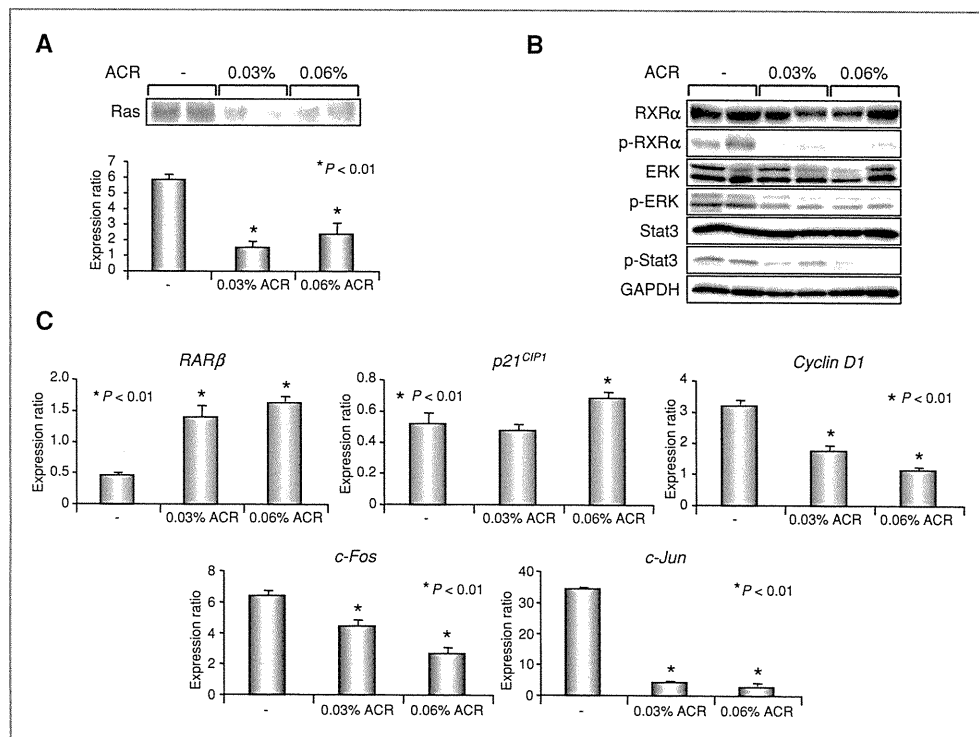 A
ACR - 0.03% 0.06%
Ras
Expression ratio
7
6
5
4
3
2
1
0
* P < 0.01
*
*
- 0.03% ACR 0.06% ACR
B
ACR - 0.03% 0.06%
RXRα
p-RXRα
ERK
p-ERK
Stat3
p-Stat3
GAPDH
C
RARβ
Expression ratio
2.0
1.5
1.0
0.5
0
* P < 0.01
*
*
- 0.03% ACR 0.06% ACR
p21CIP1
Expression ratio
0.8
0.6
0.4
0.2
0
* P < 0.01
*
- 0.03% ACR 0.06% ACR
Cyclin D1
Expression ratio
4
3
2
1
0
* P < 0.01
*
*
- 0.03% ACR 0.06% ACR
c-Fos
Expression ratio
8
6
4
2
0
* P < 0.01
*
*
- 0.03% ACR 0.06% ACR
c-Jun
Expression ratio
40
30
20
10
0
* P < 0.01
*
*
- 0.03% ACR 0.06% ACR